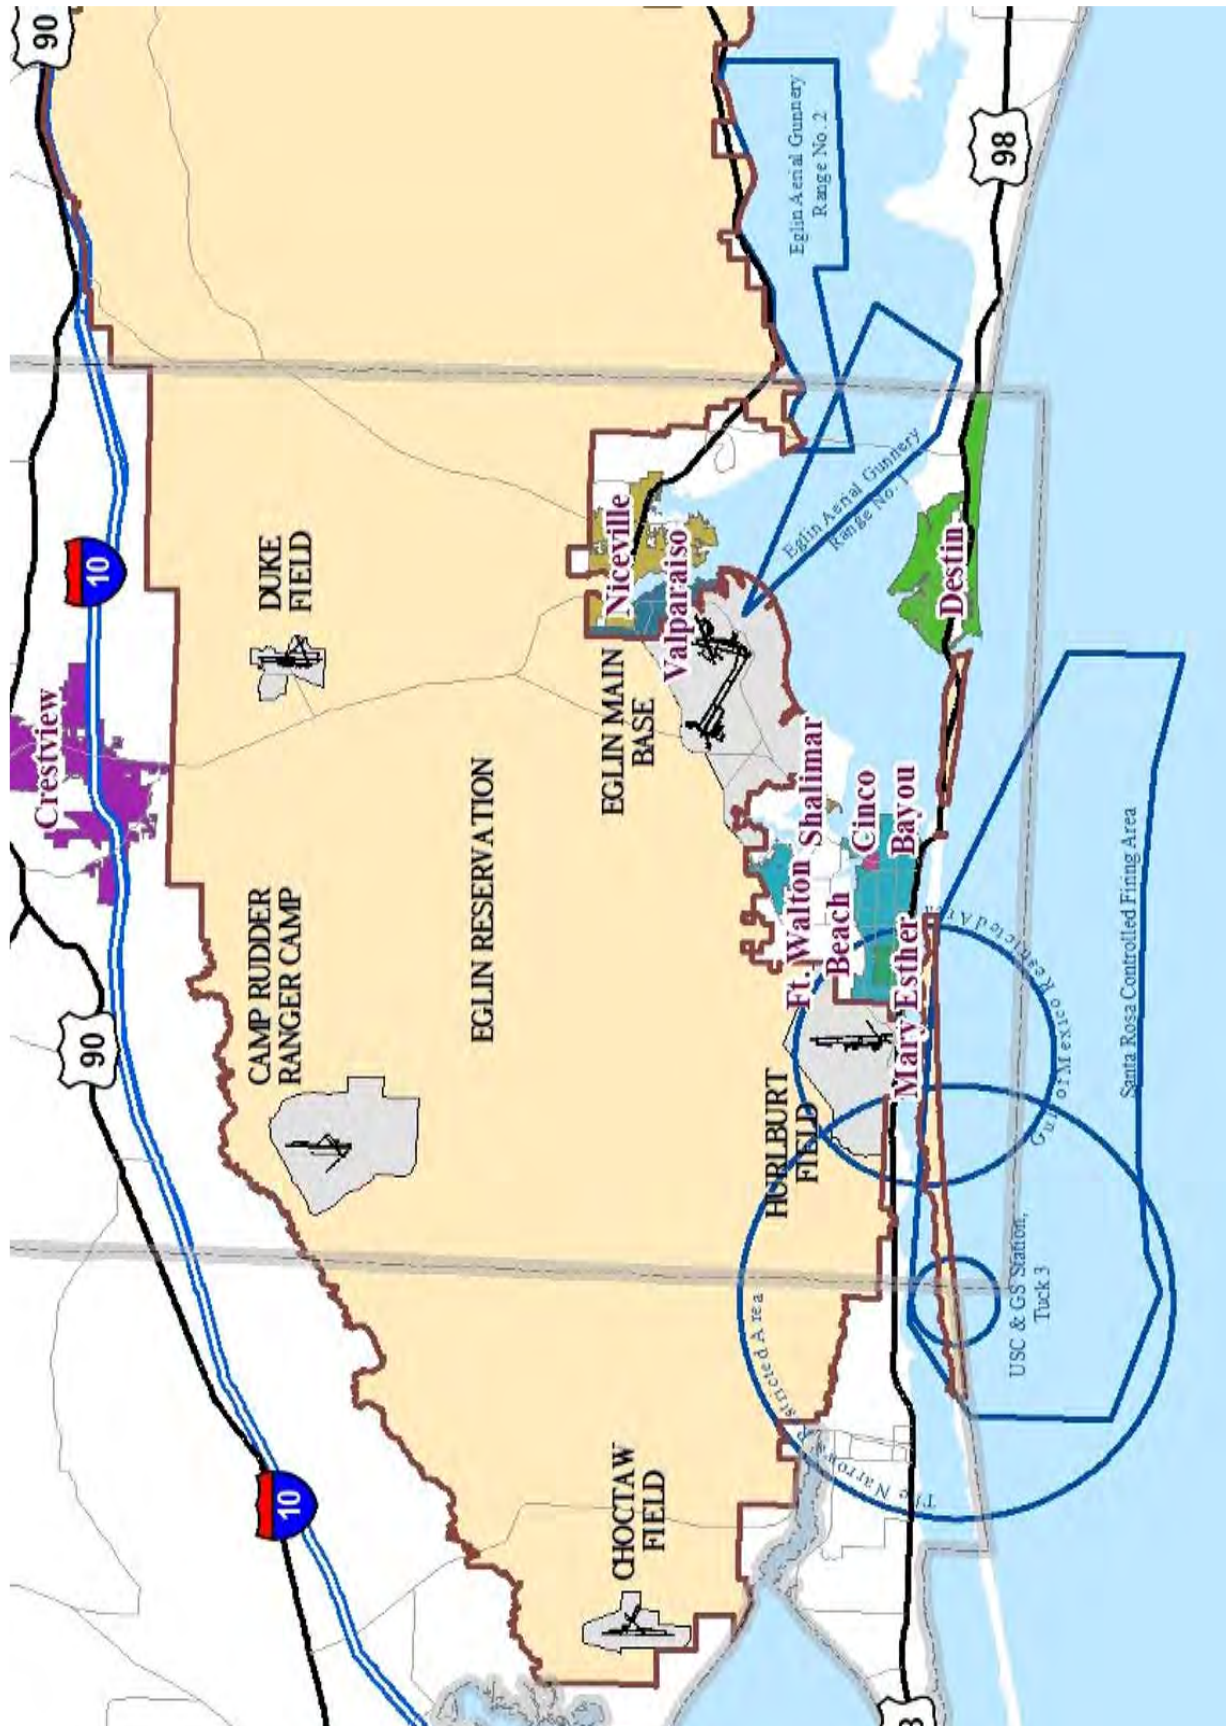 90
Crestview
10
90
10
CAMP RUDDER
RANGER CAMP
DUKE
FIELD
EGLIN RESERVATION
CHOCTAW
FIELD
EGLIN MAIN
BASE
Niceville
Valparaiso
HURLBURT
FIELD
Ft. Walton
Beach
Shalimar
Cinco
Bayou
Mary Esther
Destin
Eglin Aerial Gunnery
Range No. 2
Eglin Aerial Gunnery
Range No. 1
98
The Narrows Restricted Area
Gulf of Mexico Restricted Area
USC & GS Station,
Tuck 3
Santa Rosa Controlled Firing Area